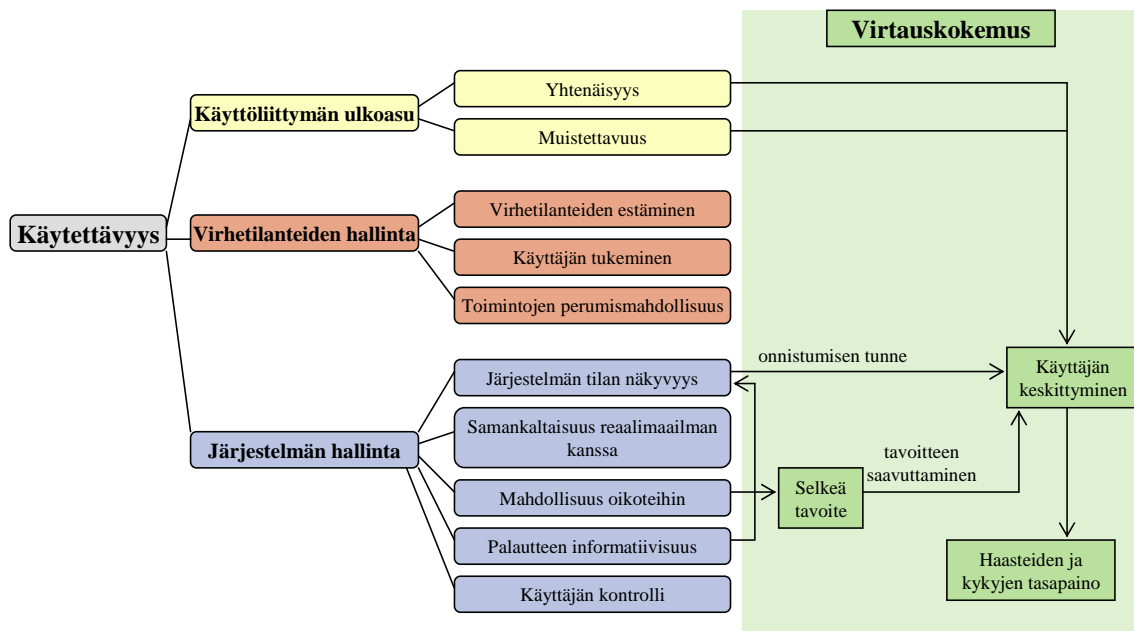 Virtauskokemus
Käytettävyys
Käyttöliittymän ulkoasu
Yhtenäisyys
Muistettavuus
Virhetilanteiden hallinta
Virhetilanteiden estäminen
Käyttäjän tukeminen
Toimintojen perumismahdollisuus
Järjestelmän hallinta
Järjestelmän tilan näkyvyys
Samankaltaisuus reaalimaailman
kanssa
Mahdollisuus oikoteihin
Palautteen informatiivisuus
Käyttäjän kontrolli
onnistumisen tunne
Selkeä
tavoite
tavoitteen
saavuttaminen
Käyttäjän
keskittyminen
Haasteiden ja
kykyjen tasapaino